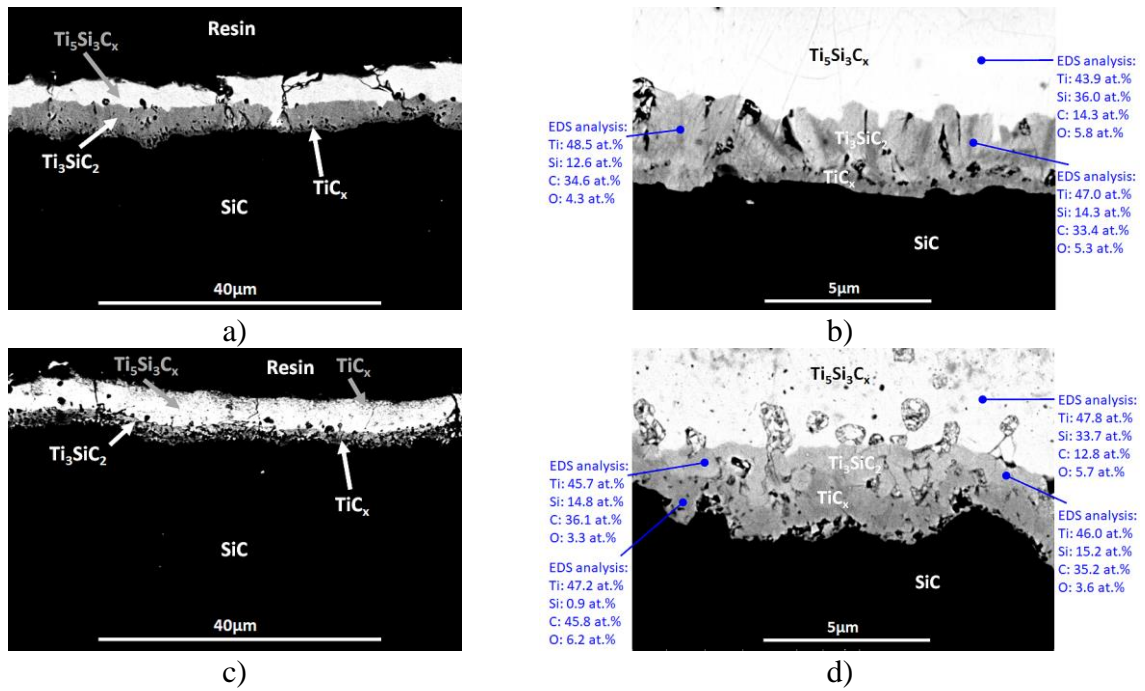 Resin
Ti₅Si₃Cₓ
Ti₃SiC₂
TiCₓ
SiC
40µm
a)
Ti₅Si₃Cₓ
EDS analysis:
Ti: 43.9 at.%
Si: 36.0 at.%
C: 14.3 at.%
O: 5.8 at.%
EDS analysis:
Ti: 48.5 at.%
Si: 12.6 at.%
C: 34.6 at.%
O: 4.3 at.%
Ti₃SiC₂
TiCₓ
EDS analysis:
Ti: 47.0 at.%
Si: 14.3 at.%
C: 33.4 at.%
O: 5.3 at.%
SiC
5µm
b)
Ti₅Si₃Cₓ
Resin
TiCₓ
Ti₃SiC₂
TiCₓ
SiC
40µm
c)
Ti₅Si₃Cₓ
EDS analysis:
Ti: 47.8 at.%
Si: 33.7 at.%
C: 12.8 at.%
O: 5.7 at.%
EDS analysis:
Ti: 45.7 at.%
Si: 14.8 at.%
C: 36.1 at.%
O: 3.3 at.%
Ti₃SiC₂
TiCₓ
EDS analysis:
Ti: 46.0 at.%
Si: 15.2 at.%
C: 35.2 at.%
O: 3.6 at.%
EDS analysis:
Ti: 47.2 at.%
Si: 0.9 at.%
C: 45.8 at.%
O: 6.2 at.%
SiC
5µm
d)